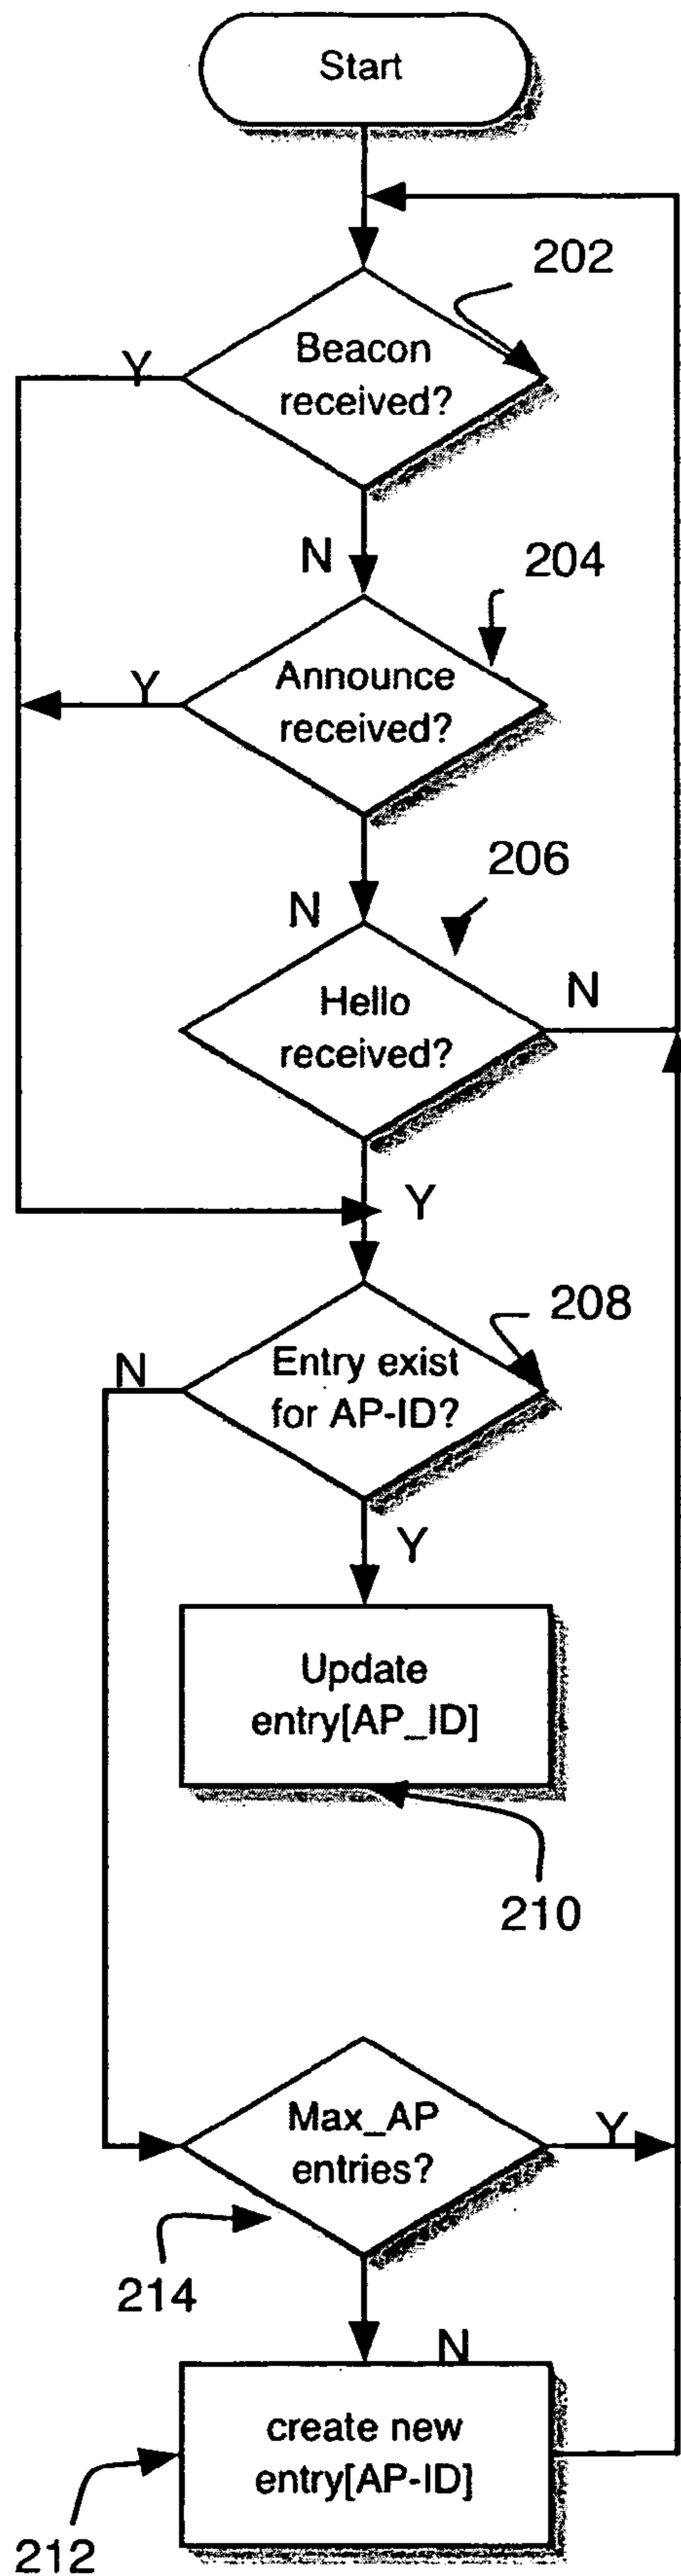 Start
202
Beacon
received?
Y
N
204
Announce
received?
Y
N
206
Hello
received?
N
Y
208
Entry exist
for AP-ID?
N
Y
Update
entry[AP_ID]
210
Max_AP
entries?
Y
214
N
create new
entry[AP-ID]
212